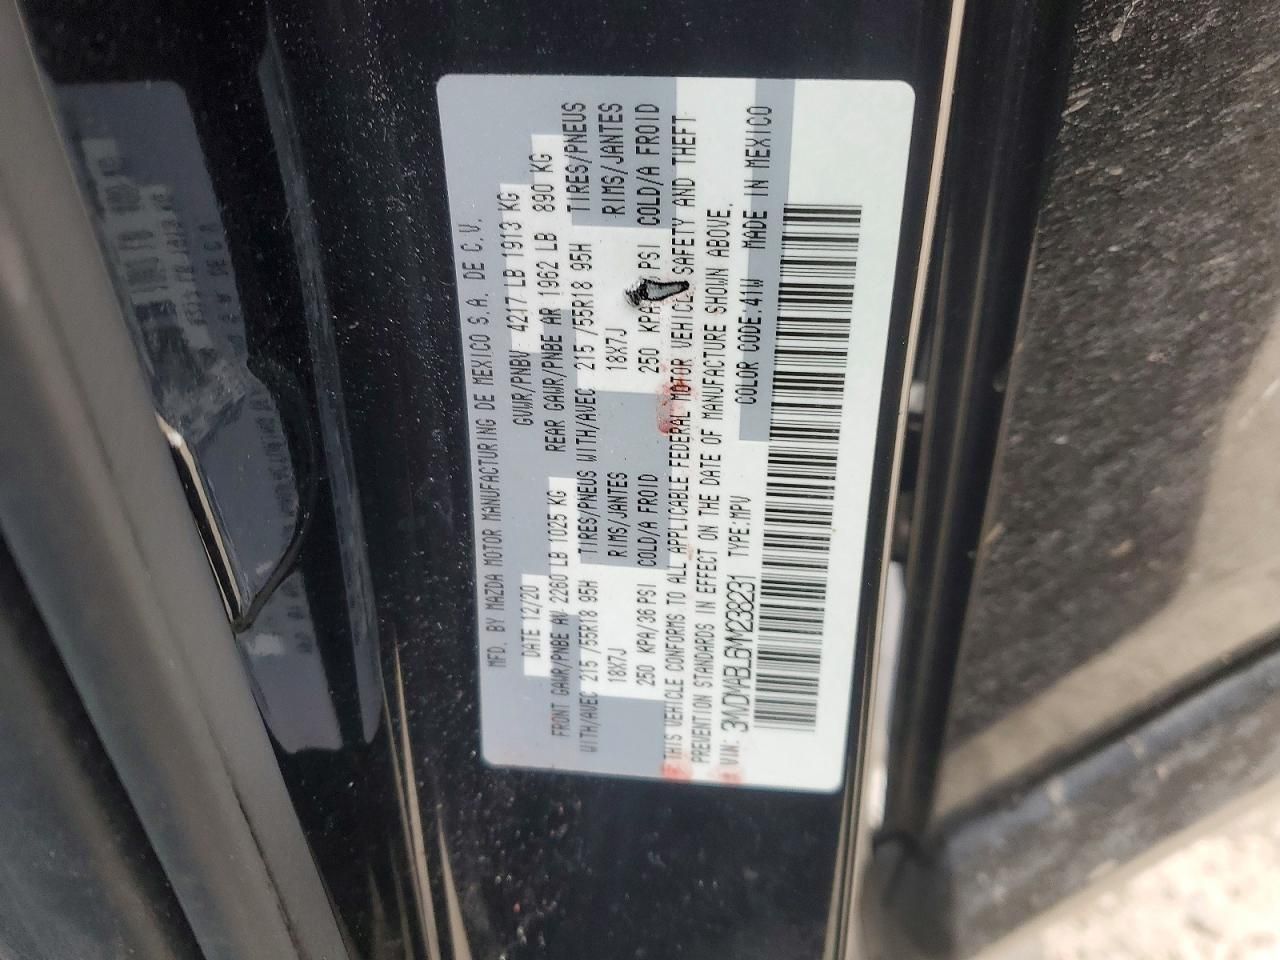 MFD. BY MAZDA MOTOR MANUFACTURING DE MEXICO S.A. DE C.V.
DATE 12/20 GVWR/PNBV 4217 LB 1913 KG
FRONT GAWR/PNBE AV 2260 LB 1025 KG REAR GAWR/PNBE AR 1962 LB 890 KG
WITH/AVEC 215 /55R18 95H TIRES/PNEUS WITH/AVEC 215 /55R18 95H TIRES/PNEUS
18X7J RIMS/JANTES 18X7J RIMS/JANTES
250 KPA/36 PSI COLD/A FROID 250 KPA PSI COLD/A FROID
THIS VEHICLE CONFORMS TO ALL APPLICABLE FEDERAL MOTOR VEHICLE SAFETY AND THEFT
PREVENTION STANDARDS IN EFFECT ON THE DATE OF MANUFACTURE SHOWN ABOVE.
VIN: 3MVDMABL6MM238231 TYPE:MPV COLOR CODE:41W MADE IN MEXICO